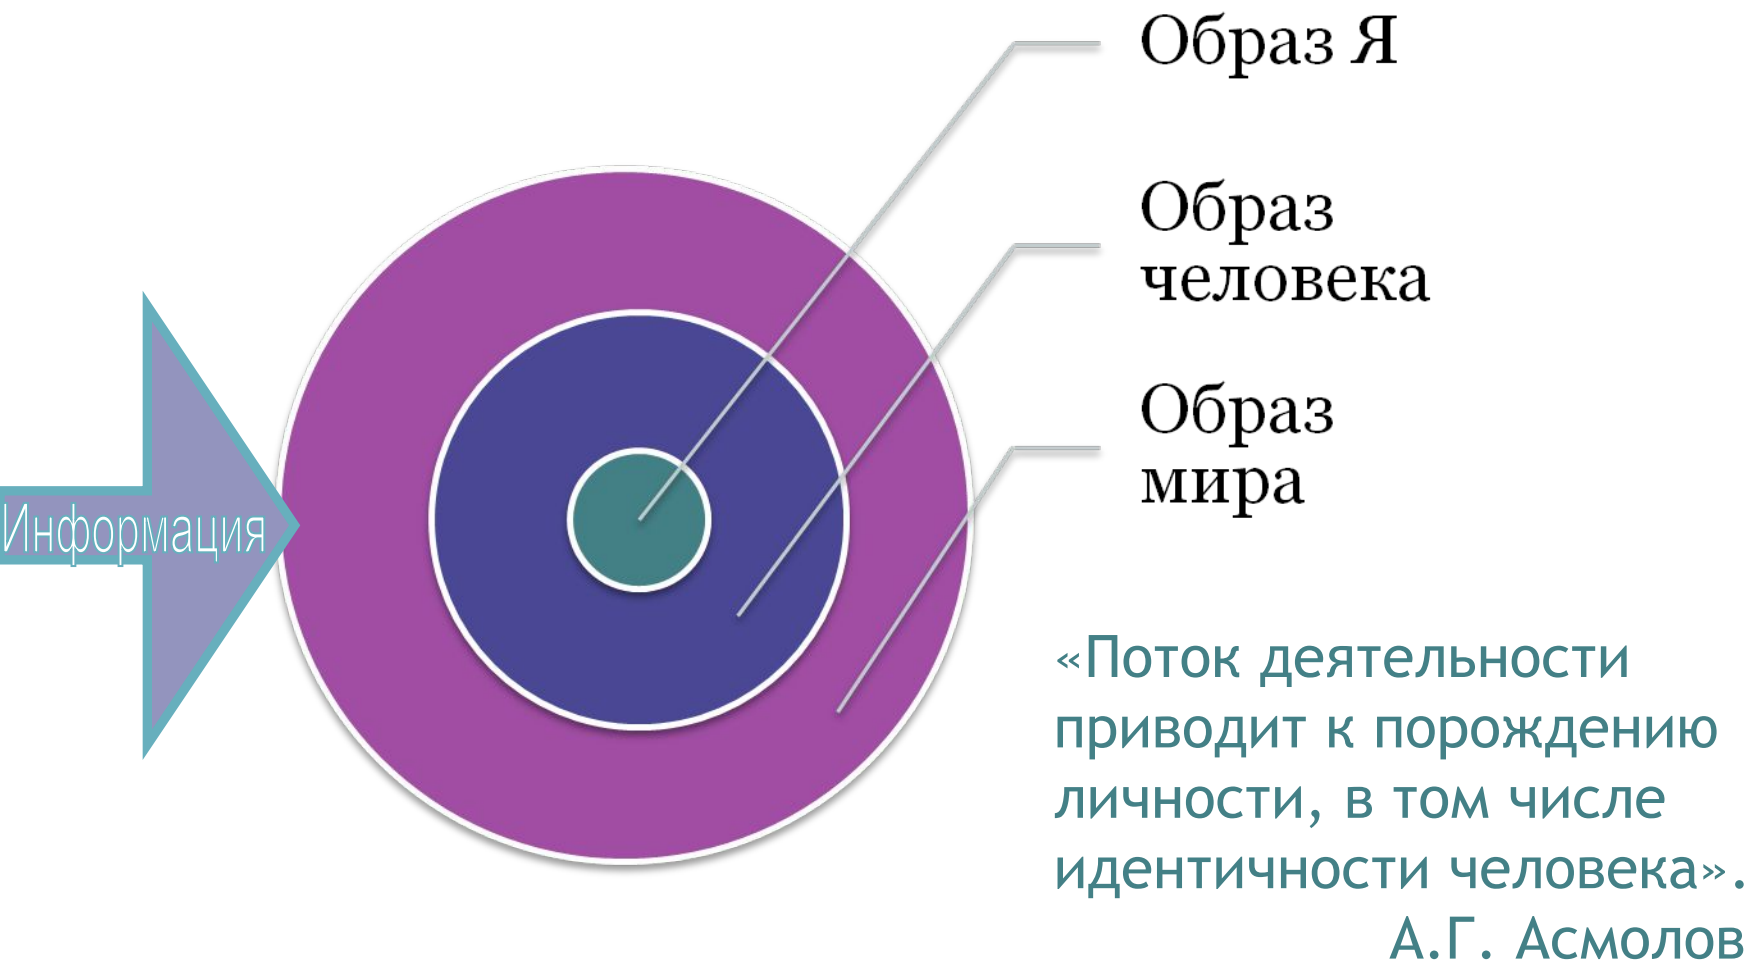 Образ Я
Образ
человека
Образ
мира
Информация
«Поток деятельности
приводит к порождению
личности, в том числе
идентичности человека».
А.Г. Асмолов